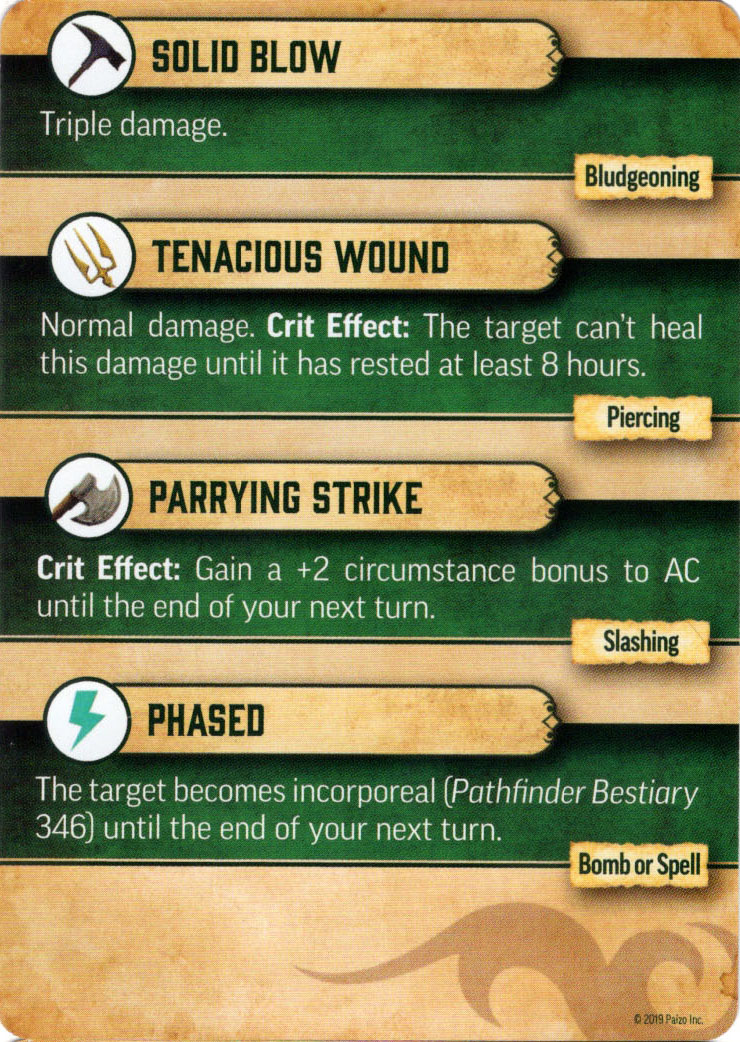 SOLID BLOW
Triple damage.
Bludgeoning
TENACIOUS WOUND
Normal damage. Crit Effect: The target can't heal
this damage until it has rested at least 8 hours.
Piercing
PARRYING STRIKE
Crit Effect: Gain a +2 circumstance bonus to AC
until the end of your next turn.
Slashing
PHASED
The target becomes incorporeal (Pathfinder Bestiary
346) until the end of your next turn.
Bomb or Spell
© 2019 Paizo Inc.